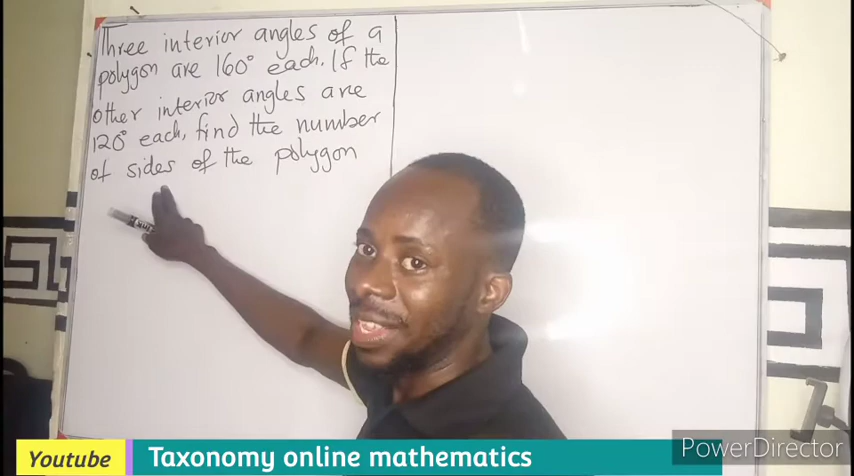 Three interior angles of a
polygon are 160° each. If the
other interior angles are
120° each, find the number
of sides of the polygon
Youtube
Taxonomy online mathematics
PowerDirector